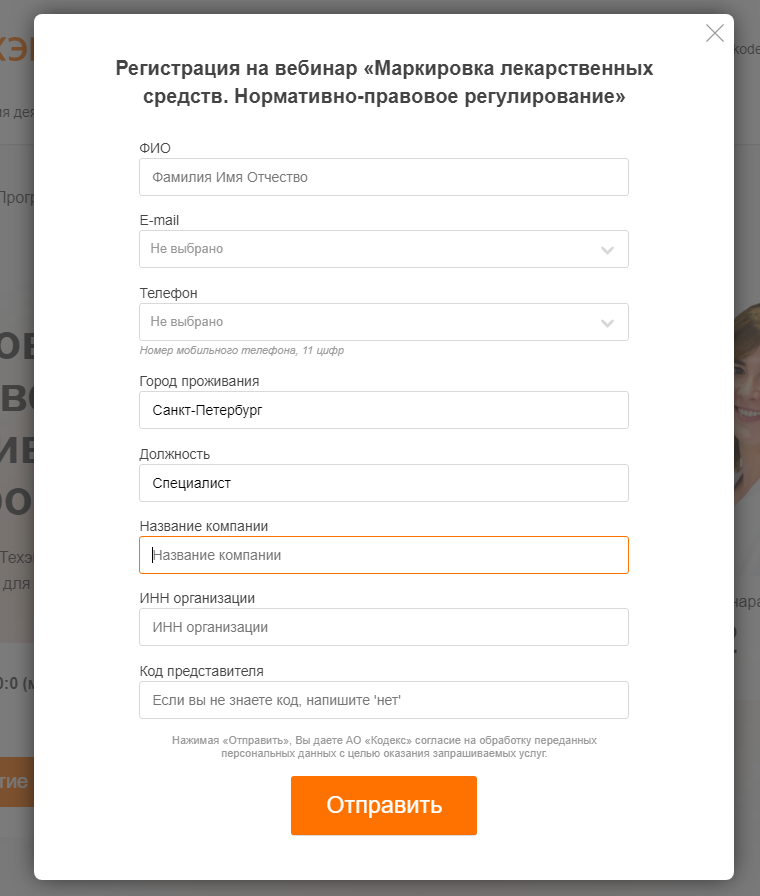 Регистрация на вебинар «Маркировка лекарственных
средств. Нормативно-правовое регулирование»
ФИО
Фамилия Имя Отчество
E-mail
Не выбрано
Телефон
Не выбрано
Номер мобильного телефона, 11 цифр
Город проживания
Санкт-Петербург
Должность
Специалист
Название компании
Название компании
ИНН организации
ИНН организации
Код представителя
Если вы не знаете код, напишите 'нет'
Нажимая «Отправить», Вы даете АО «Кодекс» согласие на обработку переданных
персональных данных с целью оказания запрашиваемых услуг.
Отправить
для